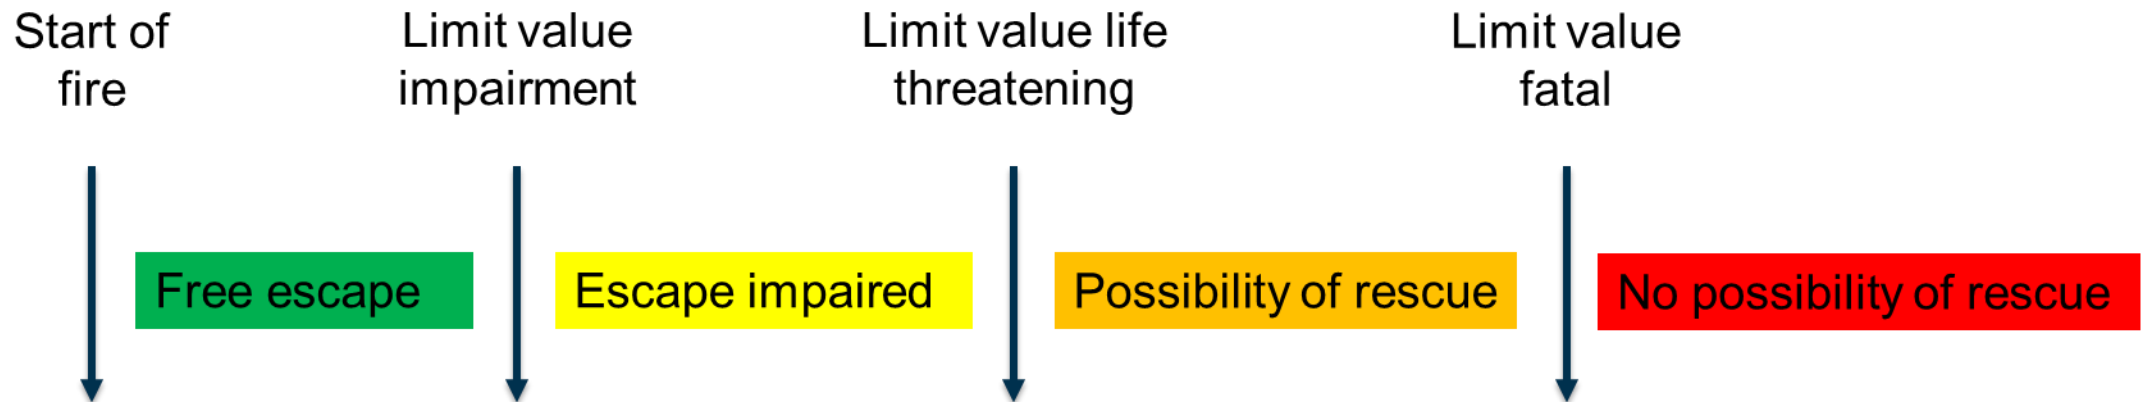 Start of
fire
Limit value
impairment
Limit value life
threatening
Limit value
fatal
Free escape
Escape impaired
Possibility of rescue
No possibility of rescue